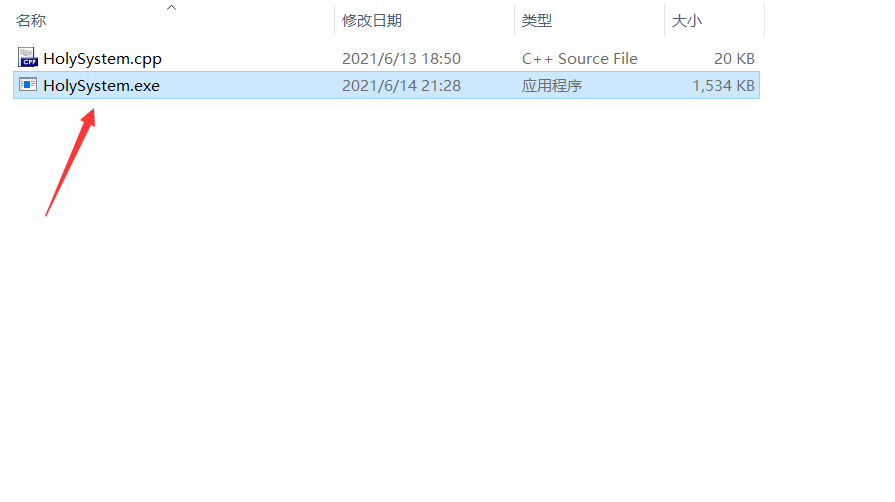 名称 修改日期 类型 大小
HolySystem.cpp 2021/6/13 18:50 C++ Source File 20 KB
HolySystem.exe 2021/6/14 21:28 应用程序 1,534 KB